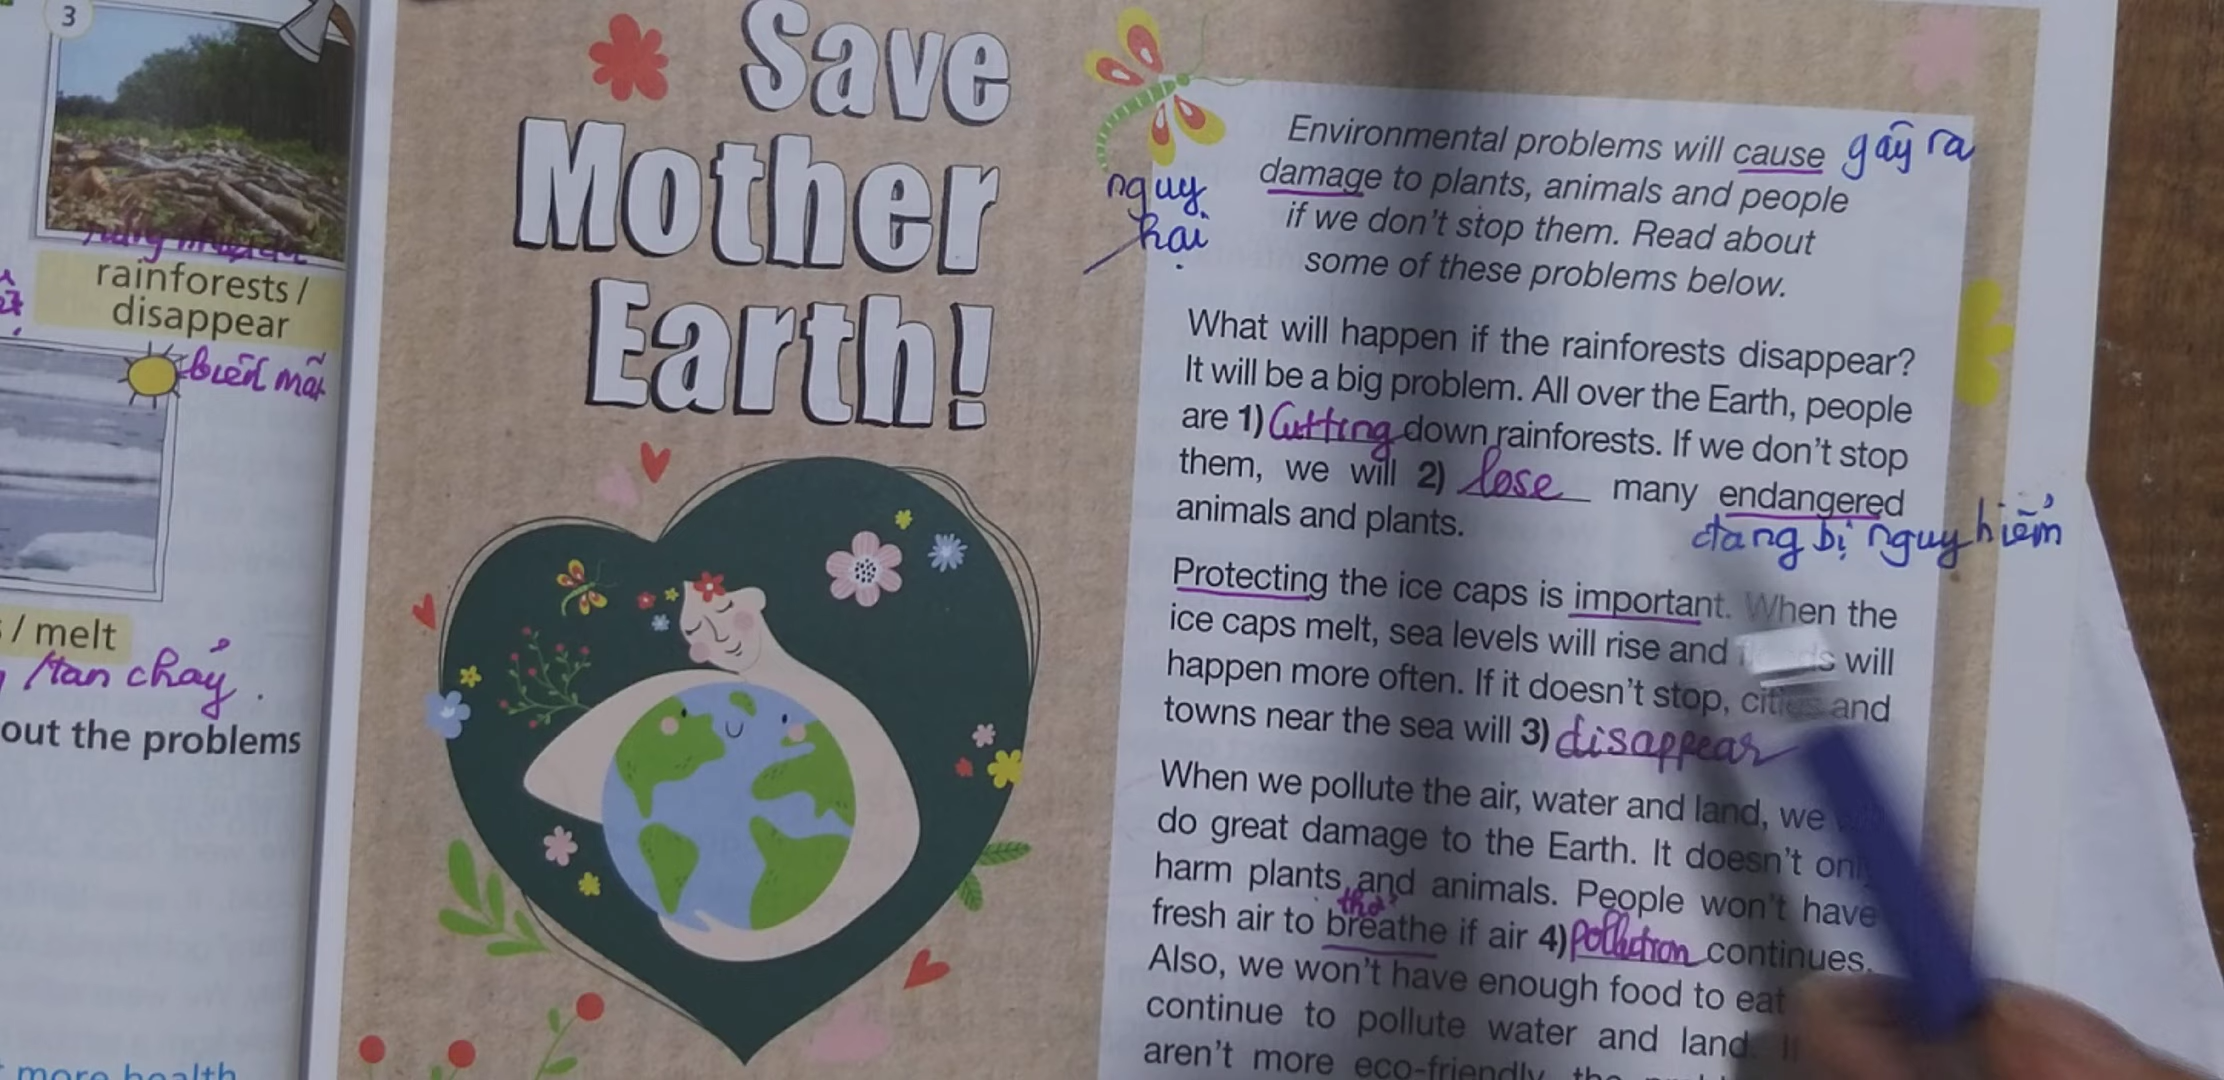 3
rainforests /
disappear
biến mất
/ melt
tan chảy
out the problems
more health
Save
Mother
Earth!
Environmental problems will cause gây ra
damage to plants, animals and people
nguy hại
if we don't stop them. Read about
some of these problems below.
What will happen if the rainforests disappear?
It will be a big problem. All over the Earth, people
are 1) Cutting down rainforests. If we don't stop
them, we will 2) lose many endangered
đang bị nguy hiểm
animals and plants.
Protecting the ice caps is important. When the
ice caps melt, sea levels will rise and will
happen more often. If it doesn't stop, cities and
towns near the sea will 3) disappear
When we pollute the air, water and land, we
do great damage to the Earth. It doesn't only
harm plants and animals. People won't have
thở
fresh air to breathe if air 4) pollution continues.
Also, we won't have enough food to eat
continue to pollute water and land.
aren't more eco-friendly, the